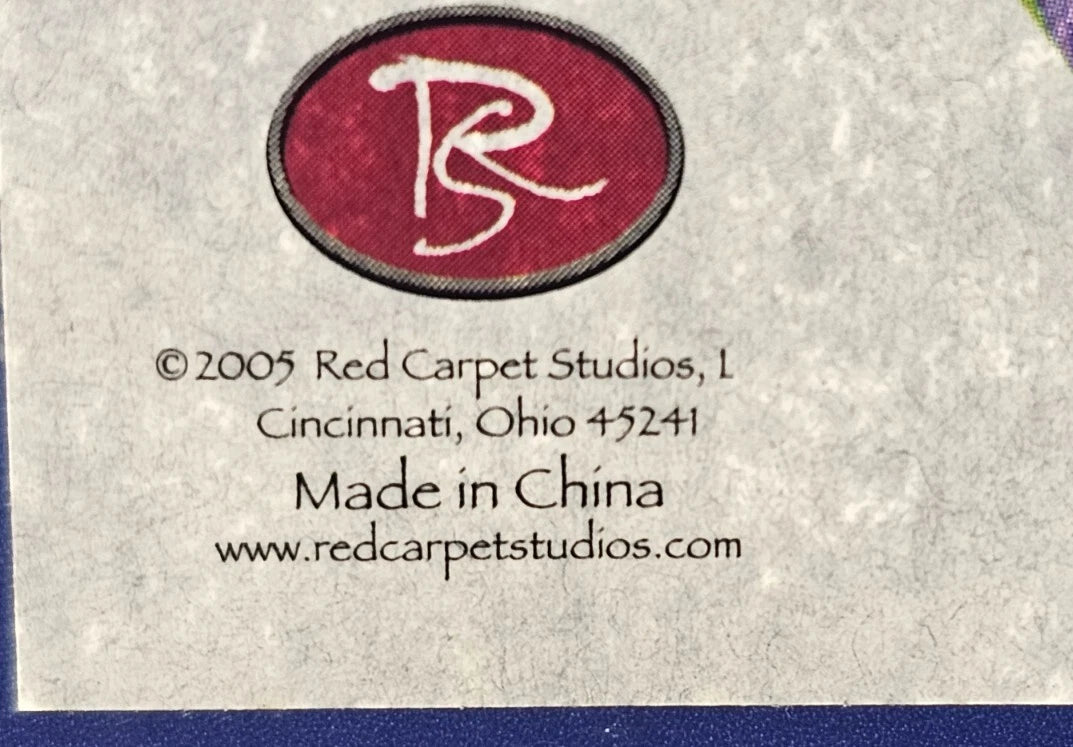 RS
©2005 Red Carpet Studios, L
Cincinnati, Ohio 45241
Made in China
www.redcarpetstudios.com